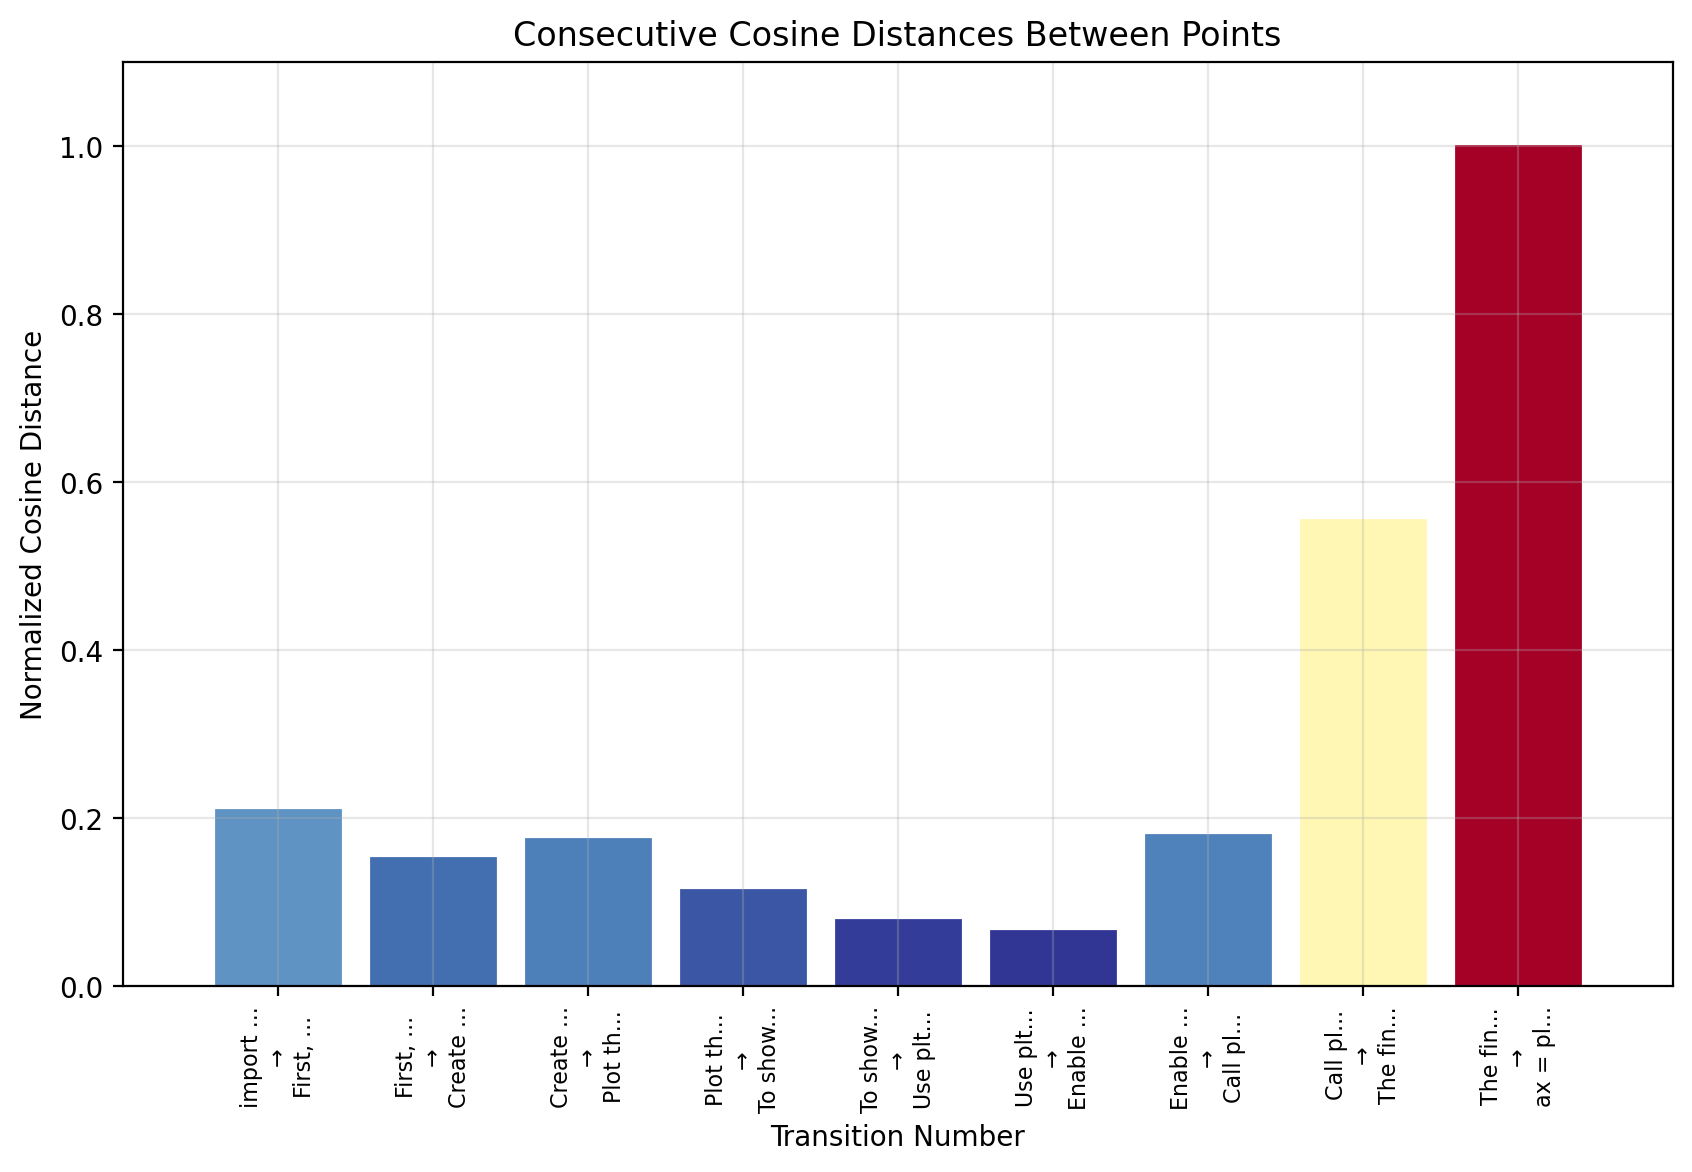 Consecutive Cosine Distances Between Points
Normalized Cosine Distance
1.0
0.8
0.6
0.4
0.2
0.0
import ...
→
First, ...
First, ...
→
Create ...
Create ...
→
Plot th...
Plot th...
→
To show...
To show...
→
Use plt...
Use plt...
→
Enable ...
Enable ...
→
Call pl...
Call pl...
→
The fin...
The fin...
→
ax = pl...
Transition Number